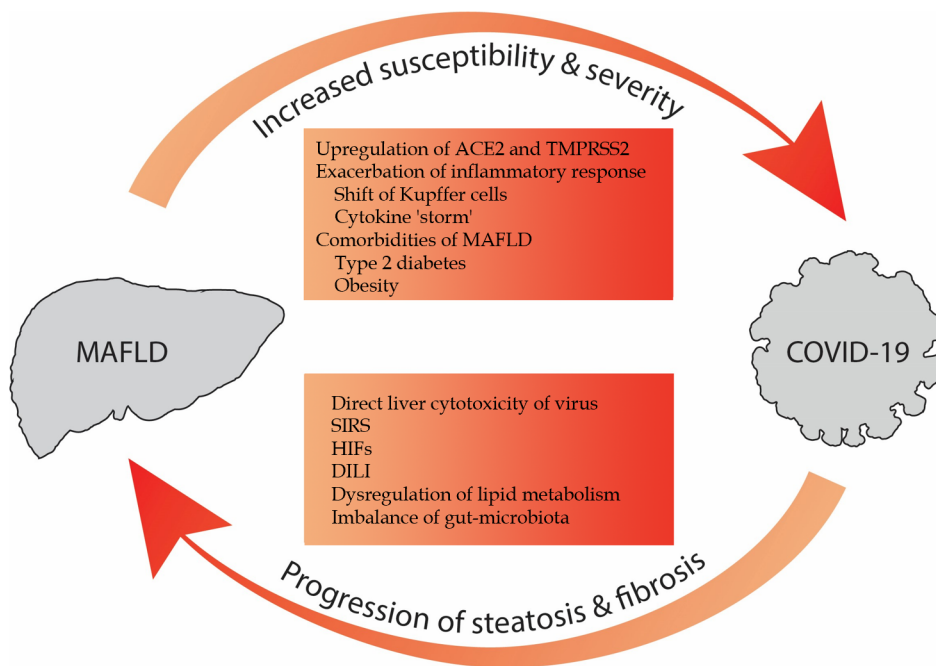 Increased susceptibility & severity
Upregulation of ACE2 and TMPRSS2
Exacerbation of inflammatory response
Shift of Kupffer cells
Cytokine 'storm'
Comorbidities of MAFLD
Type 2 diabetes
Obesity
MAFLD
COVID-19
Direct liver cytotoxicity of virus
SIRS
HIFs
DILI
Dysregulation of lipid metabolism
Imbalance of gut-microbiota
Progression of steatosis & fibrosis